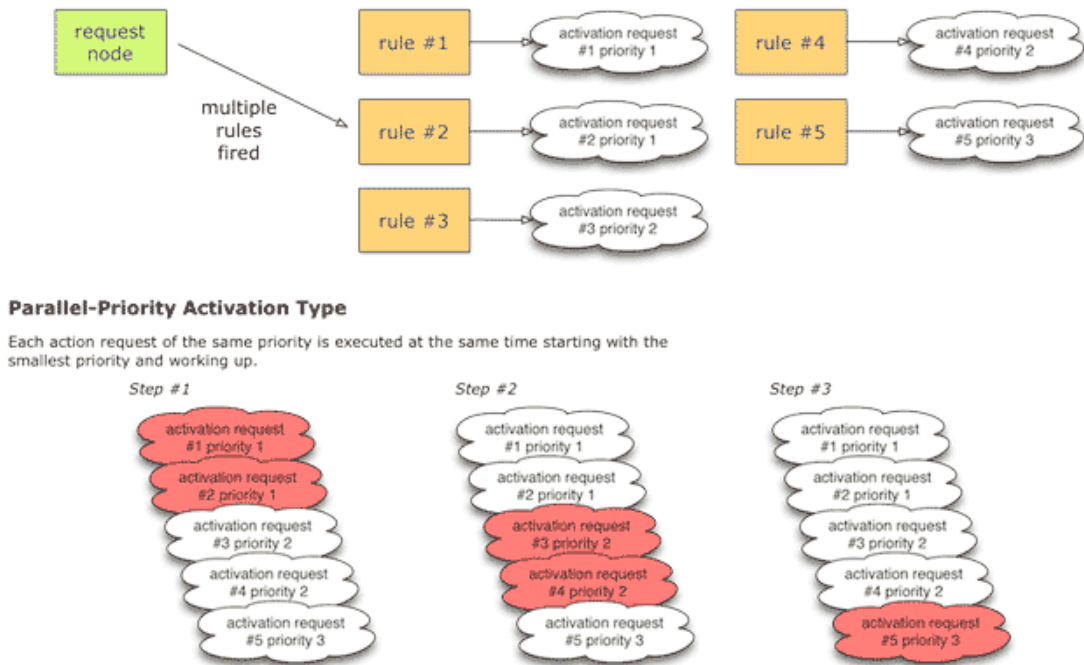 request
node
multiple
rules
fired
rule #1
activation request
#1 priority 1
rule #2
activation request
#2 priority 1
rule #3
activation request
#3 priority 2
rule #4
activation request
#4 priority 2
rule #5
activation request
#5 priority 3
Parallel-Priority Activation Type
Each action request of the same priority is executed at the same time starting with the
smallest priority and working up.
Step #1
activation request
#1 priority 1
activation request
#2 priority 1
activation request
#3 priority 2
activation request
#4 priority 2
activation request
#5 priority 3
Step #2
activation request
#1 priority 1
activation request
#2 priority 1
activation request
#3 priority 2
activation request
#4 priority 2
activation request
#5 priority 3
Step #3
activation request
#1 priority 1
activation request
#2 priority 1
activation request
#3 priority 2
activation request
#4 priority 2
activation request
#5 priority 3